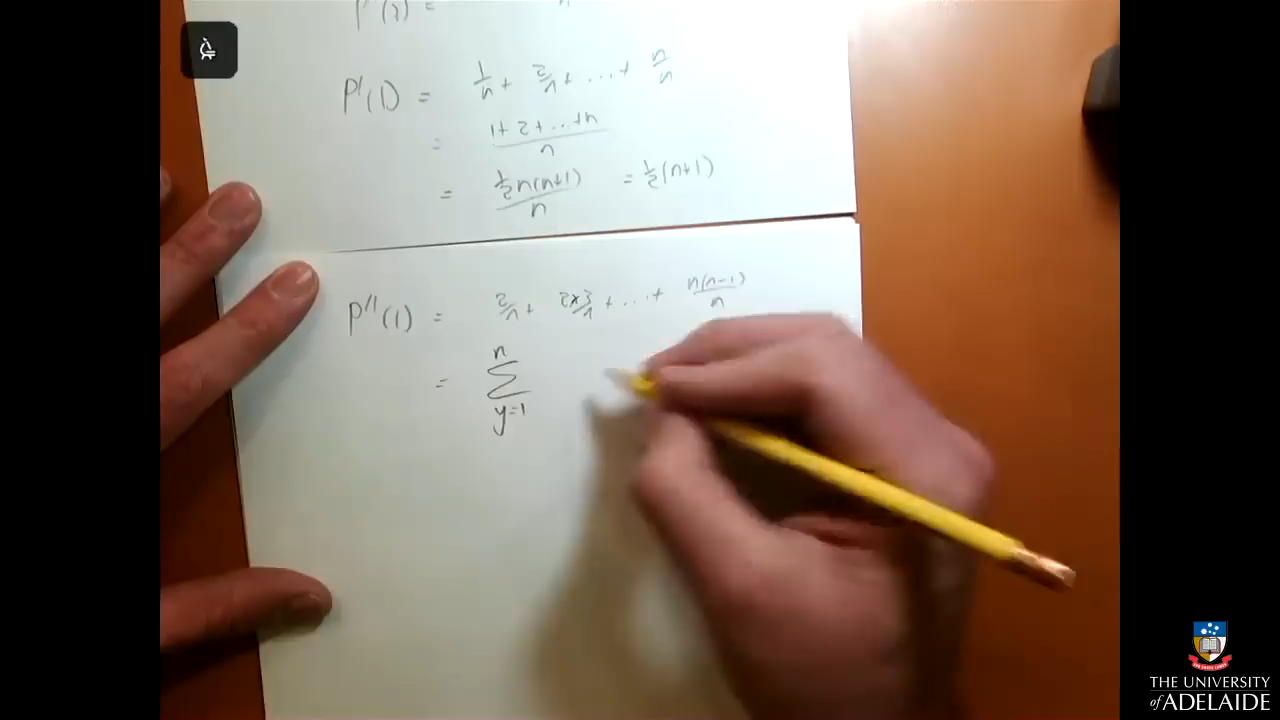 P'(z) =
P'(1) = 1/n + 2/n + ... + n/n
= 1+2+...+n / n
= ½n(n+1) / n = ½(n+1)
P''(1) = 2/n + 2×3/n + ... + n(n-1)/n
= n Σ y=1
THE UNIVERSITY
of ADELAIDE